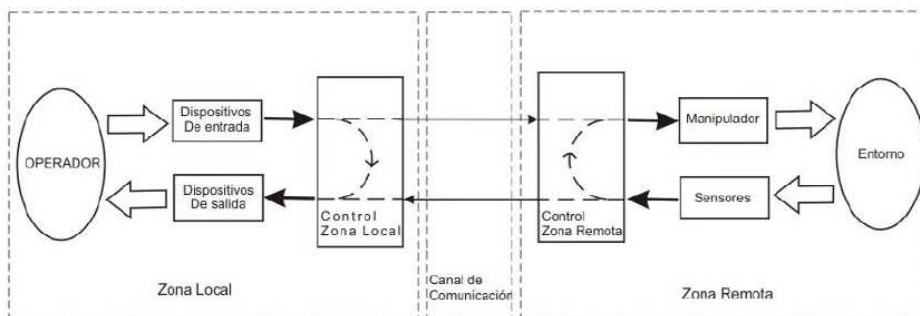 OPERADOR
Dispositivos
De entrada
Dispositivos
De salida
Control
Zona Local
Zona Local
Canal de
Comunicación
Control
Zona Remota
Manipulador
Sensores
Entorno
Zona Remota